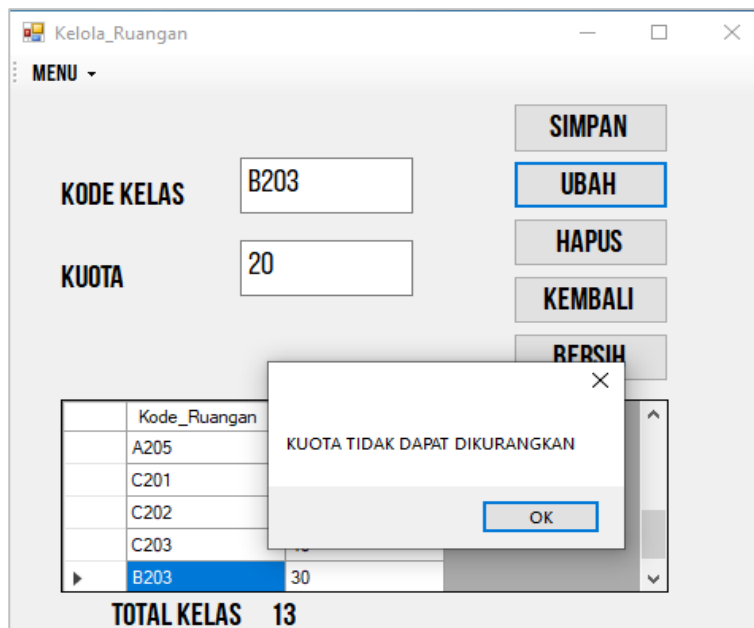 Kelola_Ruangan
MENU
SIMPAN
KODE KELAS B203 UBAH
HAPUS
KUOTA 20
KEMBALI
BERSIH
Kode_Ruangan
A205
KUOTA TIDAK DAPAT DIKURANGKAN
C201
C202
OK
C203
B203 30
TOTAL KELAS 13